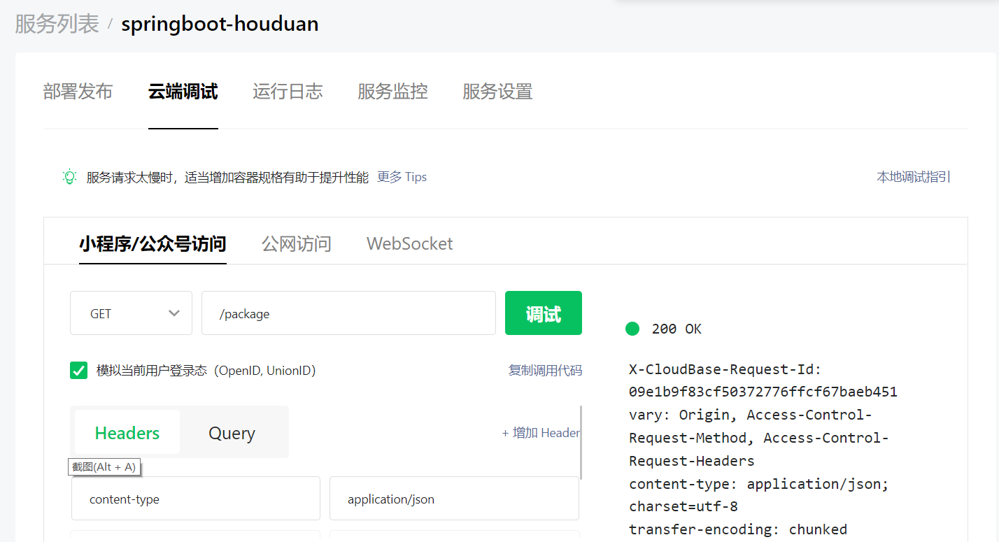 服务列表 / springboot-houduan
部署发布 云端调试 运行日志 服务监控 服务设置
服务请求太慢时，适当增加容器规格有助于提升性能 更多 Tips 本地调试指引
小程序/公众号访问 公网访问 WebSocket
GET /package 调试
200 OK
模拟当前用户登录态（OpenID, UnionID） 复制调用代码
X-CloudBase-Request-Id:
09e1b9f83cf50372776ffcf67baeb451
vary: Origin, Access-Control-
Request-Method, Access-Control-
Request-Headers
content-type: application/json;
charset=utf-8
transfer-encoding: chunked
Headers Query + 增加 Header
截图(Alt + A)
content-type application/json